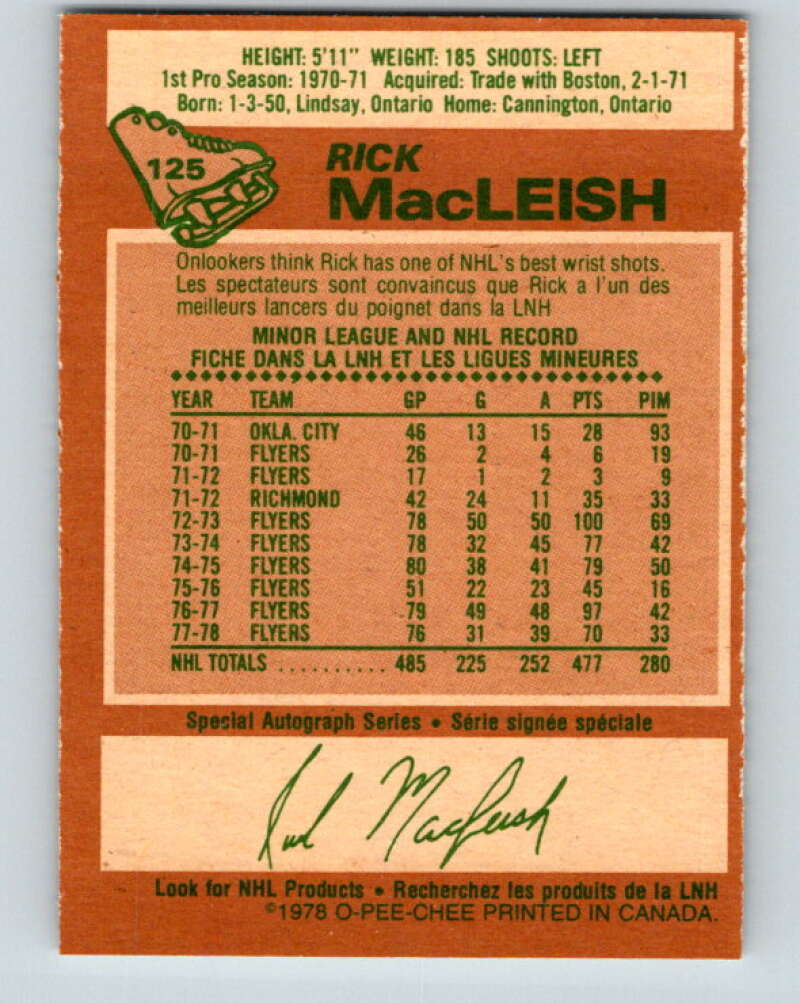 HEIGHT: 5'11" WEIGHT: 185 SHOOTS: LEFT
1st Pro Season: 1970-71 Acquired: Trade with Boston, 2-1-71
Born: 1-3-50, Lindsay, Ontario Home: Cannington, Ontario
125
RICK
MacLEISH
Onlookers think Rick has one of NHL's best wrist shots.
Les spectateurs sont convaincus que Rick a l'un des
meilleurs lancers du poignet dans la LNH
MINOR LEAGUE AND NHL RECORD
FICHE DANS LA LNH ET LES LIGUES MINEURES
YEAR TEAM GP G A PTS PIM
70-71 OKLA. CITY 46 13 15 28 93
70-71 FLYERS 26 2 4 6 19
71-72 FLYERS 17 1 2 3 9
71-72 RICHMOND 42 24 11 35 33
72-73 FLYERS 78 50 50 100 69
73-74 FLYERS 78 32 45 77 42
74-75 FLYERS 80 38 41 79 50
75-76 FLYERS 51 22 23 45 16
76-77 FLYERS 79 49 48 97 42
77-78 FLYERS 76 31 39 70 33
NHL TOTALS .......... 485 225 252 477 280
Special Autograph Series • Série signée spéciale
Rick MacLeish
Look for NHL Products • Recherchez les produits de la LNH
©1978 O-PEE-CHEE PRINTED IN CANADA.